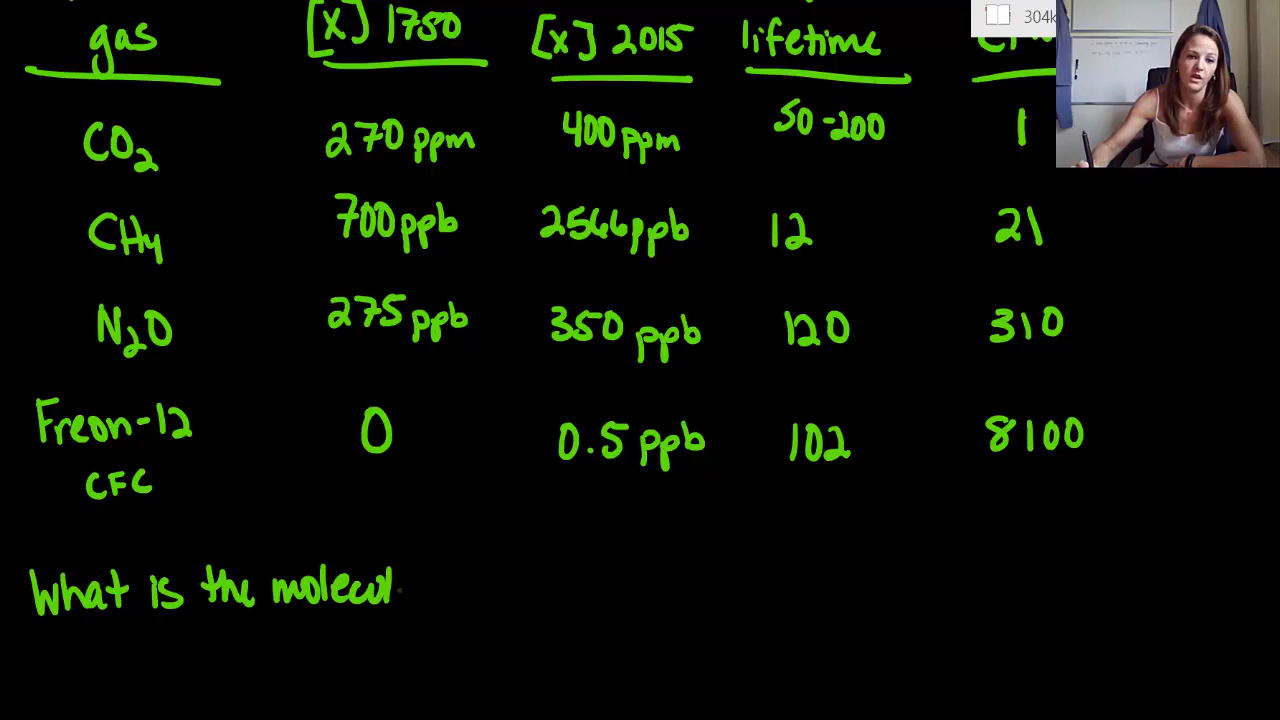 gas [x] 1750 [x] 2015 lifetime
304k
CO2 270 ppm 400 ppm 50-200 1
CH4 700 ppb 2566 ppb 12 21
N2O 275 ppb 350 ppb 120 310
Freon-12 0 0.5 ppb 102 8100
CFC
What is the molecul